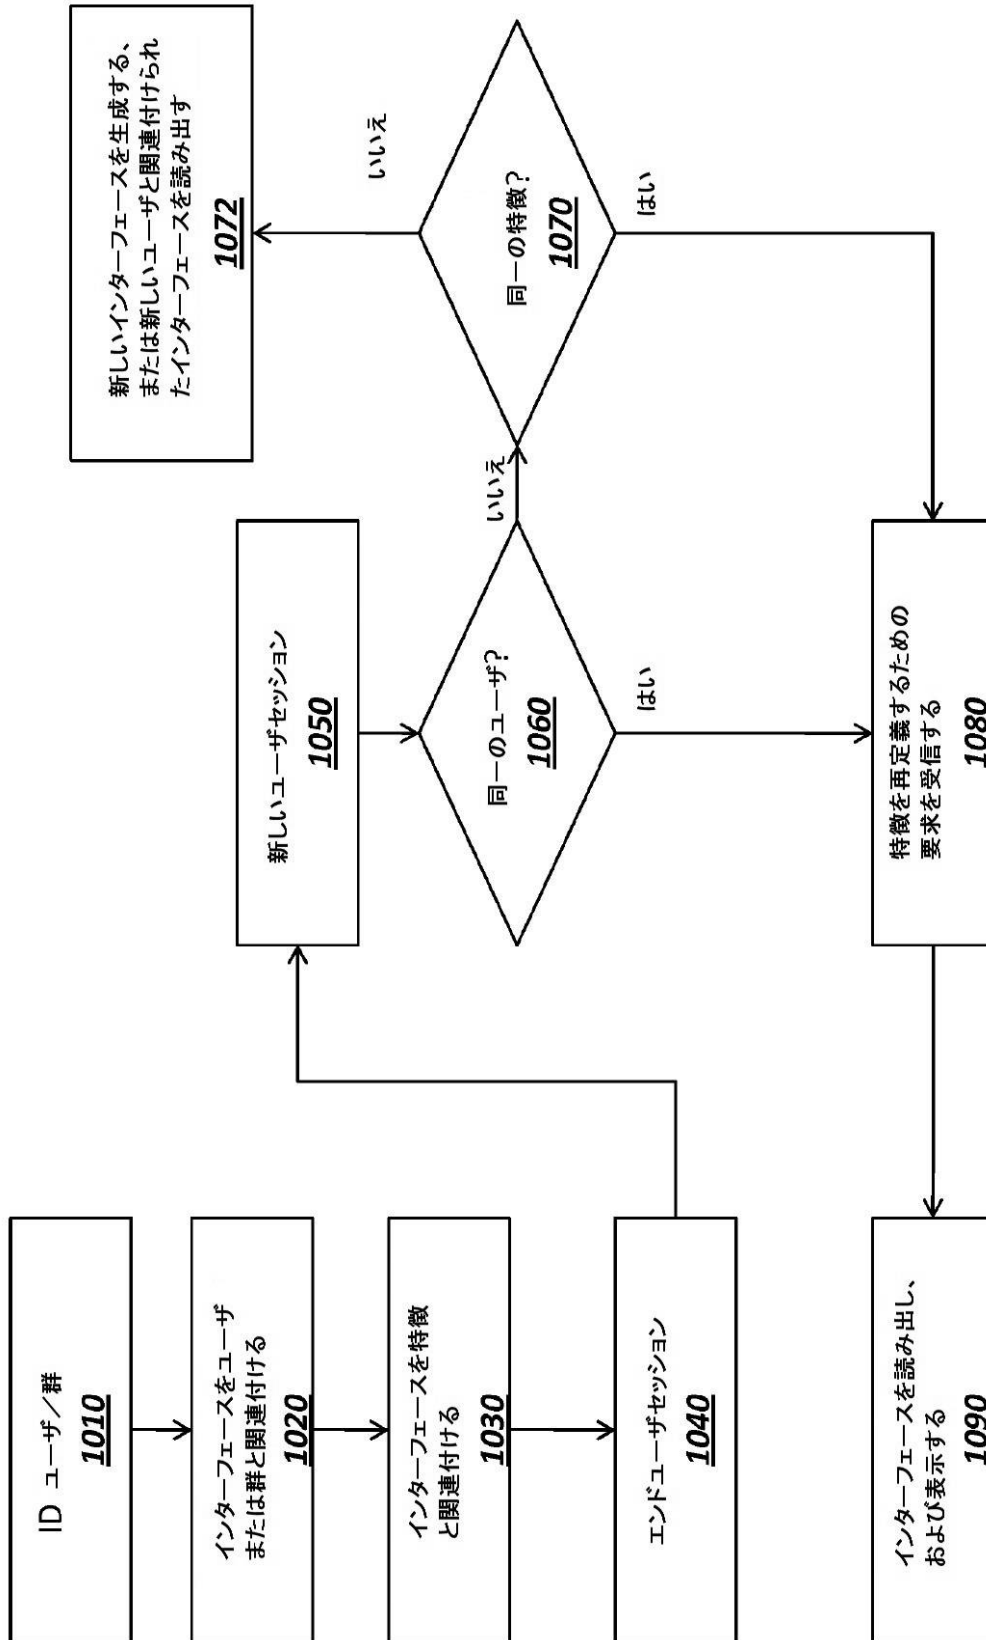 ID ユーザ／群
1010
インターフェースをユーザ
または群と関連付ける
1020
インターフェースを特徴
と関連付ける
1030
エンドユーザセッション
1040
新しいユーザセッション
1050
同一のユーザ?
1060
いいえ
はい
同一の特徴?
1070
いいえ
はい
新しいインターフェースを生成する、
または新しいユーザと関連付けられ
たインターフェースを読み出す
1072
特徴を再定義するための
要求を受信する
1080
インターフェースを読み出し、
および表示する
1090